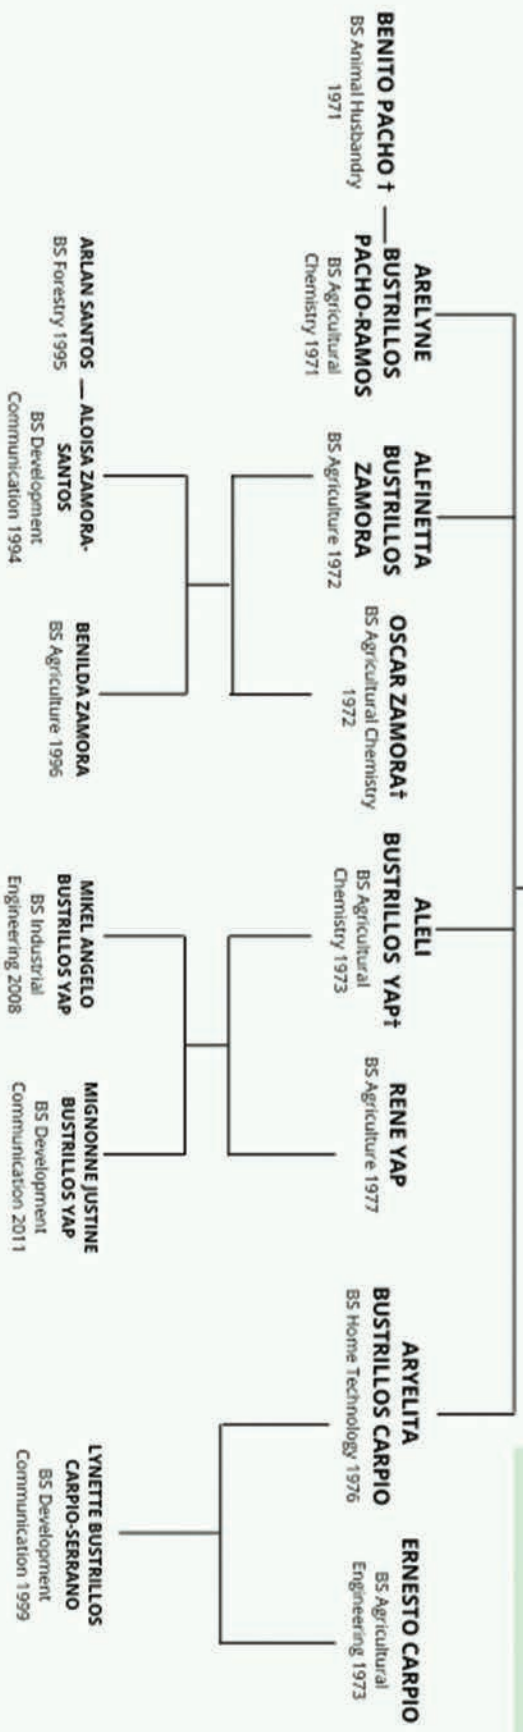 BENITO PACHO †
BS Animal Husbandry
1971
ARELYNE
BUSTRILLOS
PACHO-RAMOS
BS Agricultural
Chemistry 1971
ALFINETTA
BUSTRILLOS
ZAMORA
BS Agriculture 1972
OSCAR ZAMORA†
BS Agricultural Chemistry
1972
ALELI
BUSTRILLOS YAP†
BS Agricultural
Chemistry 1973
RENE YAP
BS Agriculture 1977
ARYELITA
BUSTRILLOS CARPIO
BS Home Technology 1976
ERNESTO CARPIO
BS Agricultural
Engineering 1973
ARLAN SANTOS
BS Forestry 1995
ALOISA ZAMORA-
SANTOS
BS Development
Communication 1994
BENILDA ZAMORA
BS Agriculture 1996
MIKEL ANGELO
BUSTRILLOS YAP
BS Industrial
Engineering 2008
MIGNONNE JUSTINE
BUSTRILLOS YAP
BS Development
Communication 2011
LYNETTE BUSTRILLOS
CARPIO-SERRANO
BS Development
Communication 1999